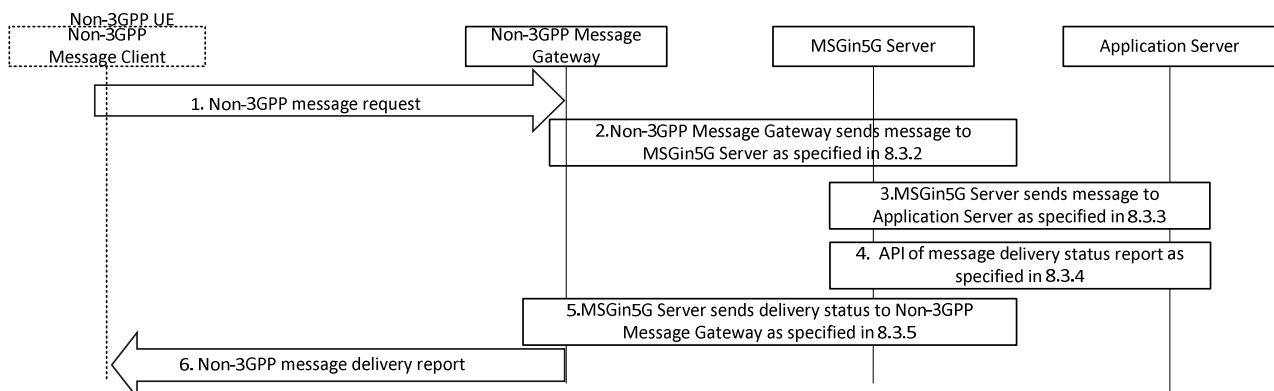 Non-3GPP UE
Non-3GPP
Message Client
Non-3GPP Message
Gateway
MSGin5G Server
Application Server
1. Non-3GPP message request
2.Non-3GPP Message Gateway sends message to
MSGin5G Server as specified in 8.3.2
3.MSGin5G Server sends message to
Application Server as specified in 8.3.3
4. API of message delivery status report as
specified in 8.3.4
5.MSGin5G Server sends delivery status to Non-3GPP
Message Gateway as specified in 8.3.5
6. Non-3GPP message delivery report